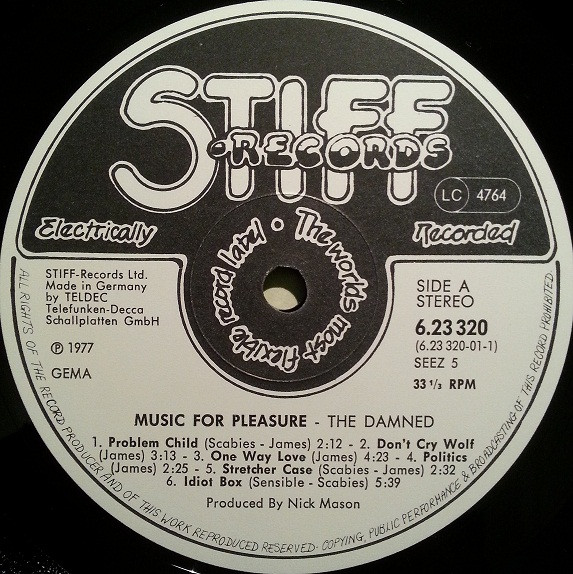 STIFF
RECORDS
LC 4764
Electrically
Recorded
The worlds most flexible record label
STIFF-Records Ltd.
Made in Germany
by TELDEC
Telefunken-Decca
Schallplatten GmbH
Ⓟ 1977
GEMA
SIDE A
STEREO
6.23 320
(6.23 320-01-1)
SEEZ 5
33 1/3 RPM
MUSIC FOR PLEASURE - THE DAMNED
1. Problem Child (Scabies - James) 2:12 - 2. Don't Cry Wolf
(James) 3:13 - 3. One Way Love (James) 4:23 - 4. Politics
(James) 2:25 - 5. Stretcher Case (Scabies - James) 2:32
6. Idiot Box (Sensible - Scabies) 5:39
Produced By Nick Mason
ALL RIGHTS OF THE RECORD PRODUCER AND OF THIS WORK REPRODUCED RESERVED· COPYING, PUBLIC PERFORMANCE & BROADCASTING OF THIS RECORD PROHIBITED